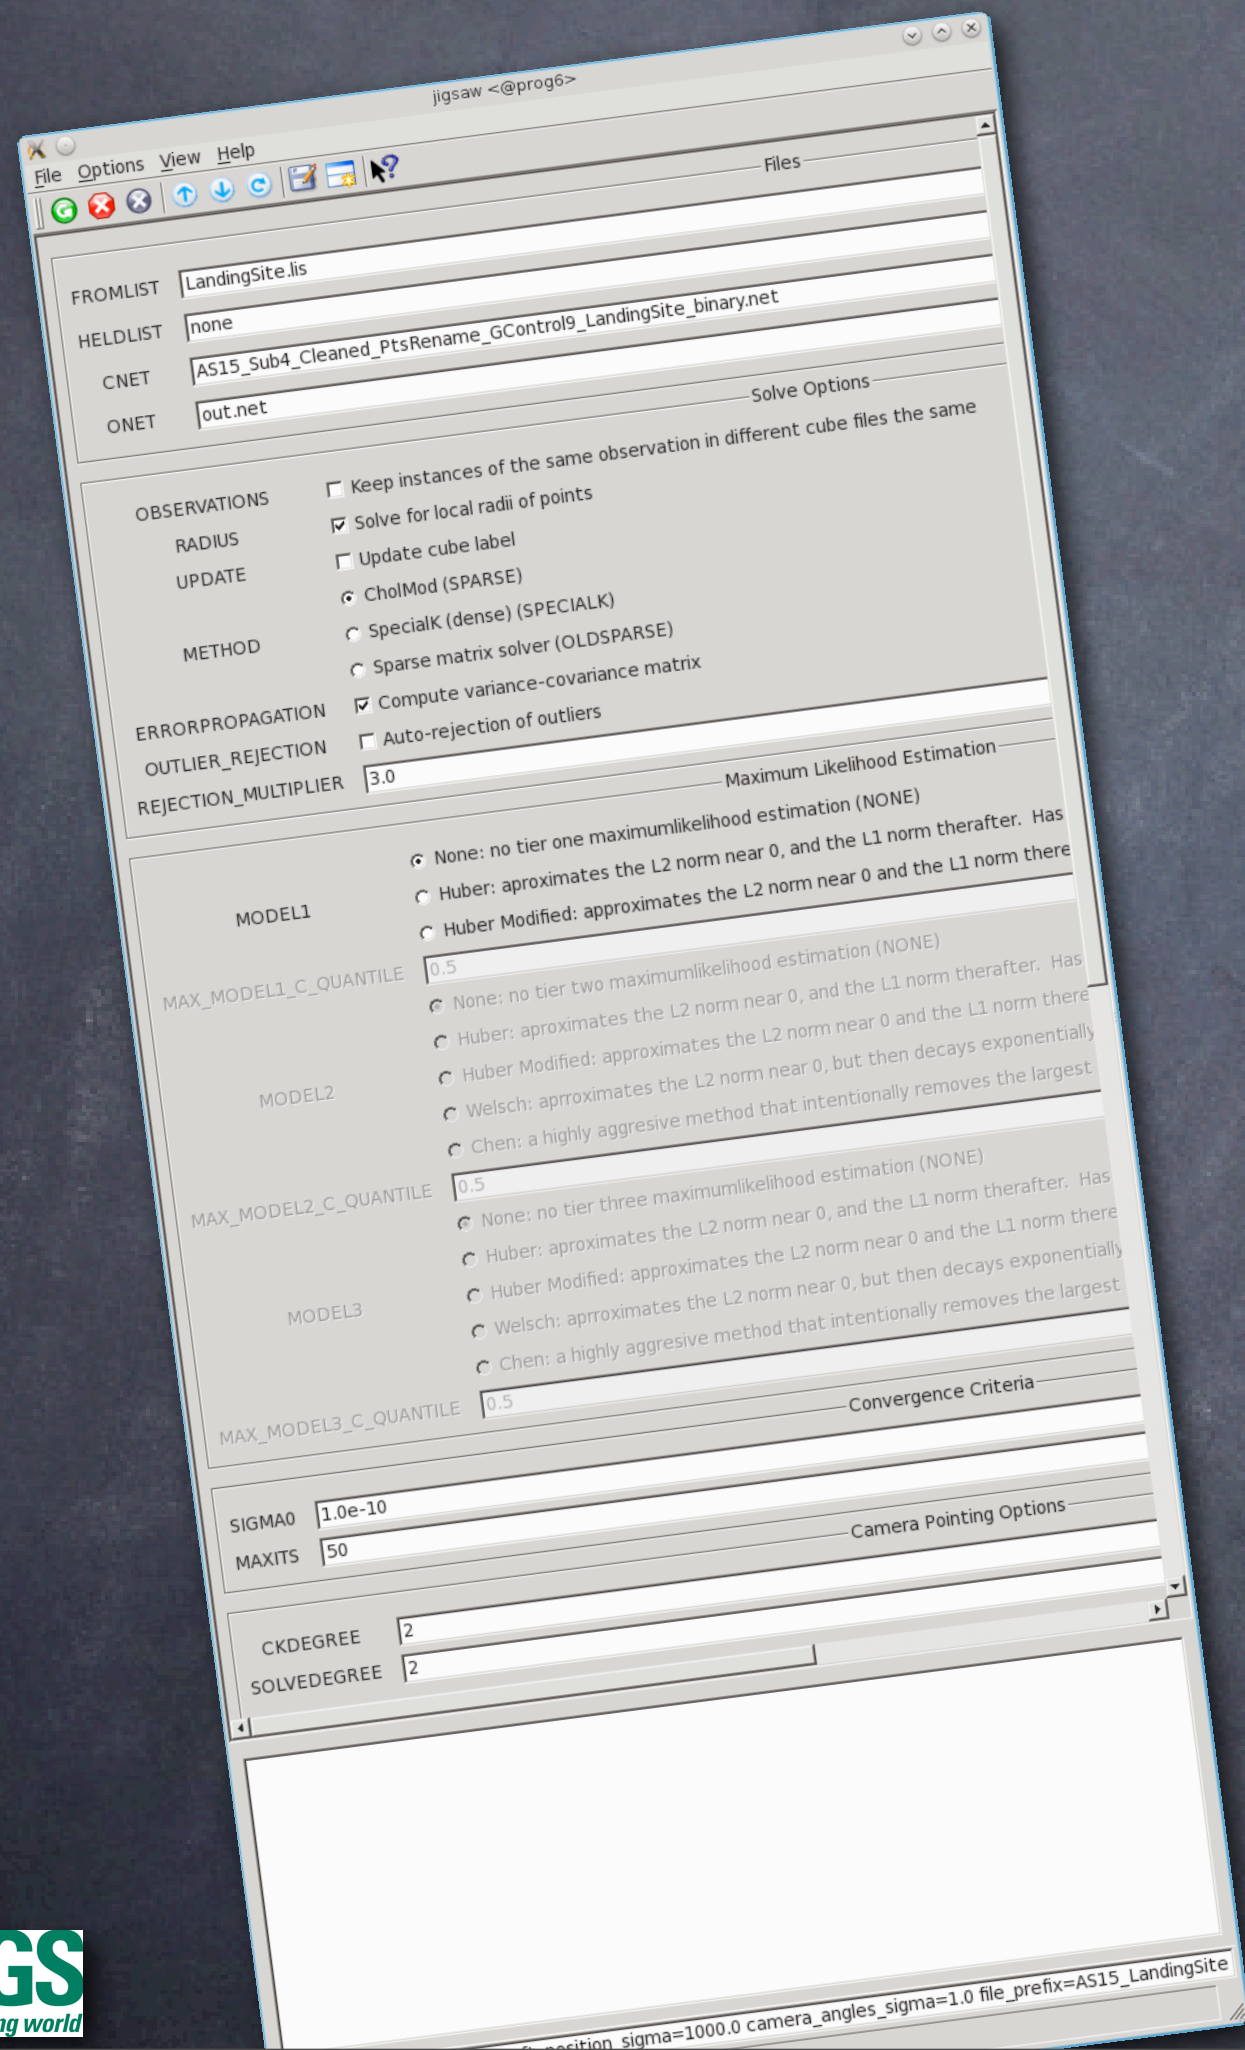 jigsaw <@prog6>
File Options View Help
Files
FROMLIST LandingSite.lis
HELDLIST none
CNET AS15_Sub4_Cleaned_PtsRename_GControl9_LandingSite_binary.net
ONET out.net
Solve Options
OBSERVATIONS Keep instances of the same observation in different cube files the same
RADIUS Solve for local radii of points
UPDATE Update cube label
CholMod (SPARSE)
METHOD SpecialK (dense) (SPECIALK)
Sparse matrix solver (OLDSPARSE)
ERRORPROPAGATION Compute variance-covariance matrix
OUTLIER_REJECTION Auto-rejection of outliers
REJECTION_MULTIPLIER 3.0
Maximum Likelihood Estimation
None: no tier one maximumlikelihood estimation (NONE)
MODEL1 Huber: aproximates the L2 norm near 0, and the L1 norm therafter. Has
Huber Modified: approximates the L2 norm near 0 and the L1 norm there
MAX_MODEL1_C_QUANTILE 0.5
None: no tier two maximumlikelihood estimation (NONE)
Huber: aproximates the L2 norm near 0, and the L1 norm therafter. Has
MODEL2 Huber Modified: approximates the L2 norm near 0 and the L1 norm there
Welsch: aprroximates the L2 norm near 0, but then decays exponentially
Chen: a highly aggresive method that intentionally removes the largest
MAX_MODEL2_C_QUANTILE 0.5
None: no tier three maximumlikelihood estimation (NONE)
Huber: aproximates the L2 norm near 0, and the L1 norm therafter. Has
MODEL3 Huber Modified: approximates the L2 norm near 0 and the L1 norm there
Welsch: aprroximates the L2 norm near 0, but then decays exponentially
Chen: a highly aggresive method that intentionally removes the largest
MAX_MODEL3_C_QUANTILE 0.5
Convergence Criteria
SIGMA0 1.0e-10
MAXITS 50
Camera Pointing Options
CKDEGREE 2
SOLVEDEGREE 2
position_sigma=1000.0 camera_angles_sigma=1.0 file_prefix=AS15_LandingSite
GS
ng world